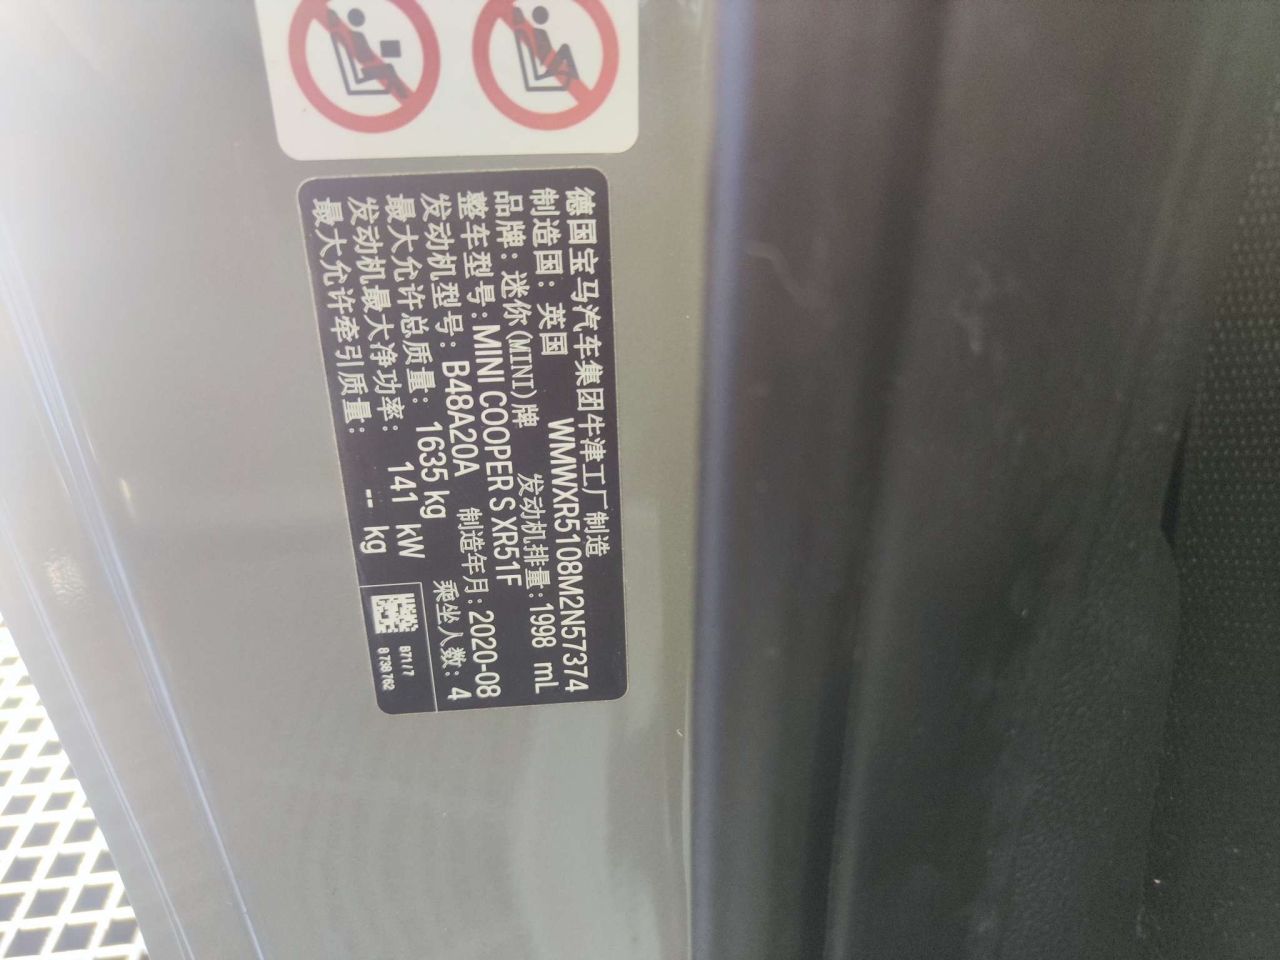 德国宝马汽车集团牛津工厂制造
制造国：英国 WMWXR5108M2N57374
品牌：迷你(MINI)牌 发动机排量：1998 mL
整车型号：MINI COOPER S XR51F
发动机型号：B48A20A 制造年月：2020-08
最大允许总质量：1635 kg 乘坐人数：4
发动机最大净功率：141 kW
最大允许牵引质量：-- kg
B71/7
8 738 762